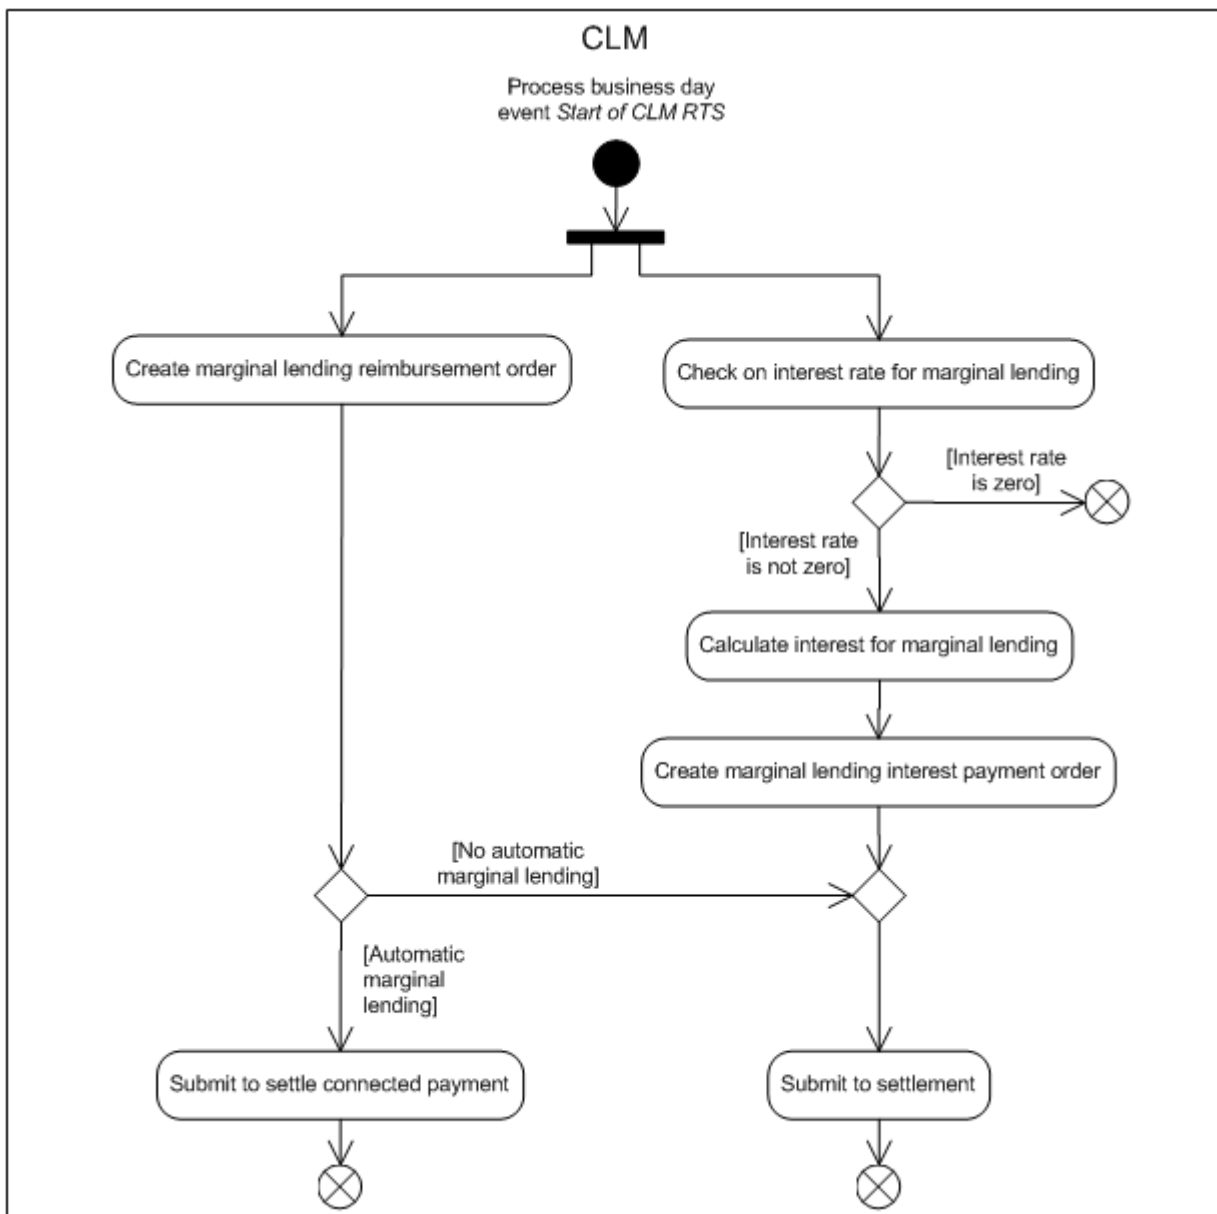 CLM
Process business day
event Start of CLM RTS
Create marginal lending reimbursement order
Check on interest rate for marginal lending
[Interest rate
is zero]
[Interest rate
is not zero]
Calculate interest for marginal lending
Create marginal lending interest payment order
[No automatic
marginal lending]
[Automatic
marginal
lending]
Submit to settle connected payment
Submit to settlement